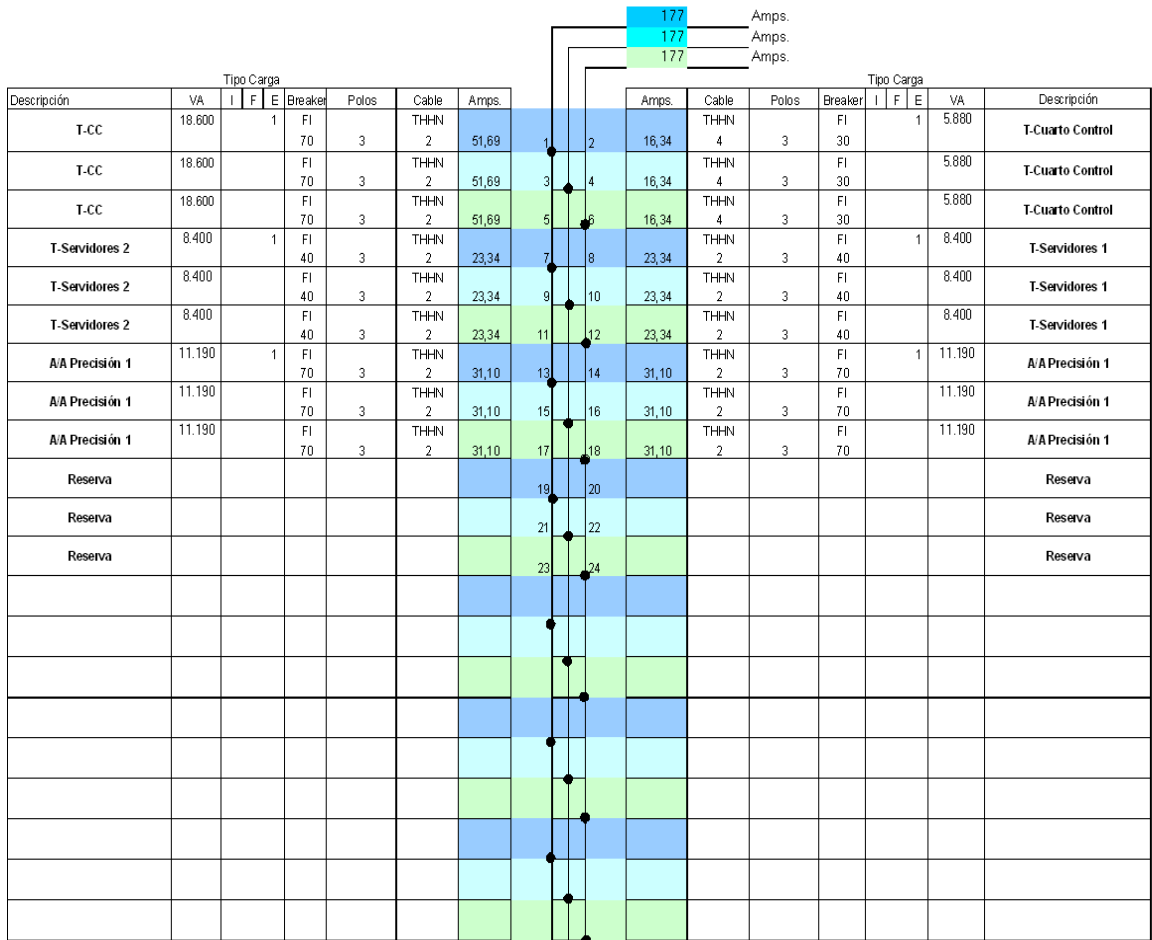 177 Amps.
177 Amps.
177 Amps.
Tipo Carga Tipo Carga
Descripción VA I F E Breaker Polos Cable Amps. Amps. Cable Polos Breaker I F E VA Descripción
T-CC 18.600 1 FI 70 3 THHN 2 51,69 1 2 16,34 THHN 4 3 FI 30 1 5.880 T-Cuarto Control
T-CC 18.600 FI 70 3 THHN 2 51,69 3 4 16,34 THHN 4 3 FI 30 5.880 T-Cuarto Control
T-CC 18.600 FI 70 3 THHN 2 51,69 5 6 16,34 THHN 4 3 FI 30 5.880 T-Cuarto Control
T-Servidores 2 8.400 1 FI 40 3 THHN 2 23,34 7 8 23,34 THHN 2 3 FI 40 1 8.400 T-Servidores 1
T-Servidores 2 8.400 FI 40 3 THHN 2 23,34 9 10 23,34 THHN 2 3 FI 40 8.400 T-Servidores 1
T-Servidores 2 8.400 FI 40 3 THHN 2 23,34 11 12 23,34 THHN 2 3 FI 40 8.400 T-Servidores 1
A/A Precisión 1 11.190 1 FI 70 3 THHN 2 31,10 13 14 31,10 THHN 2 3 FI 70 1 11.190 A/A Precisión 1
A/A Precisión 1 11.190 FI 70 3 THHN 2 31,10 15 16 31,10 THHN 2 3 FI 70 11.190 A/A Precisión 1
A/A Precisión 1 11.190 FI 70 3 THHN 2 31,10 17 18 31,10 THHN 2 3 FI 70 11.190 A/A Precisión 1
Reserva 19 20 Reserva
Reserva 21 22 Reserva
Reserva 23 24 Reserva